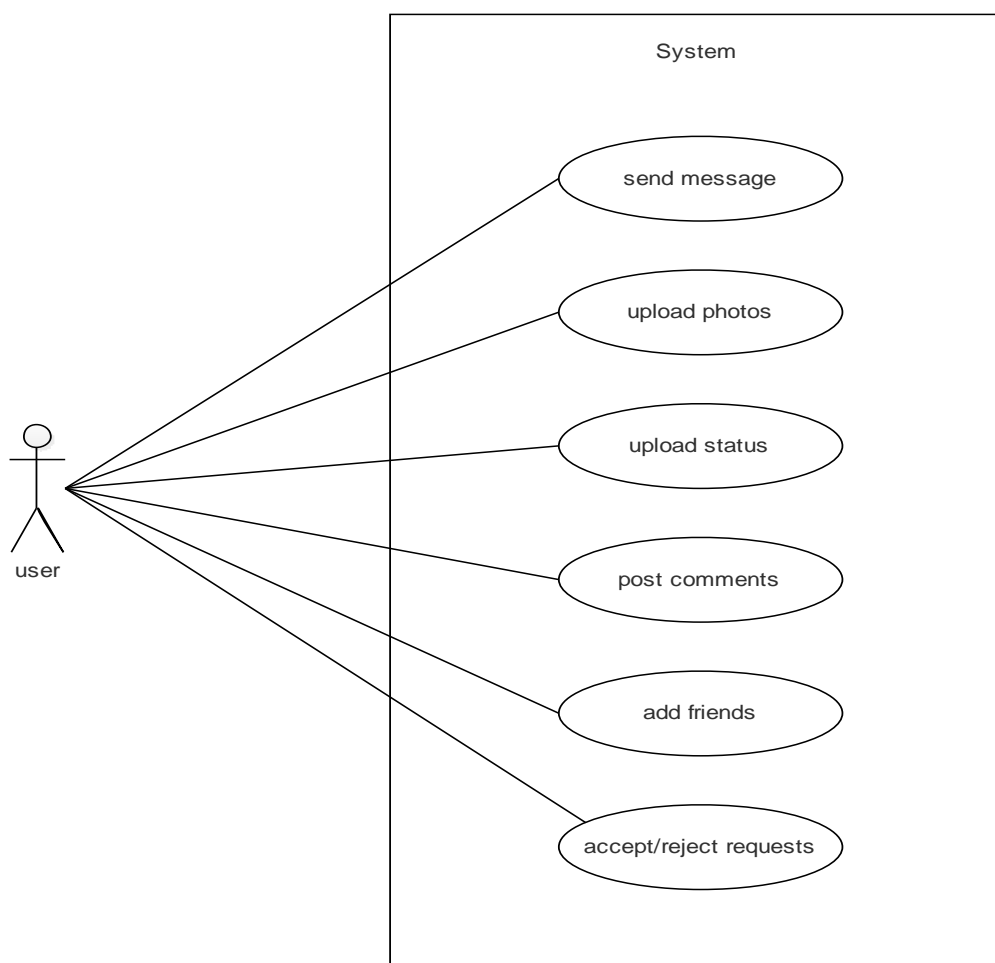 System
send message
upload photos
upload status
post comments
user
add friends
accept/reject requests